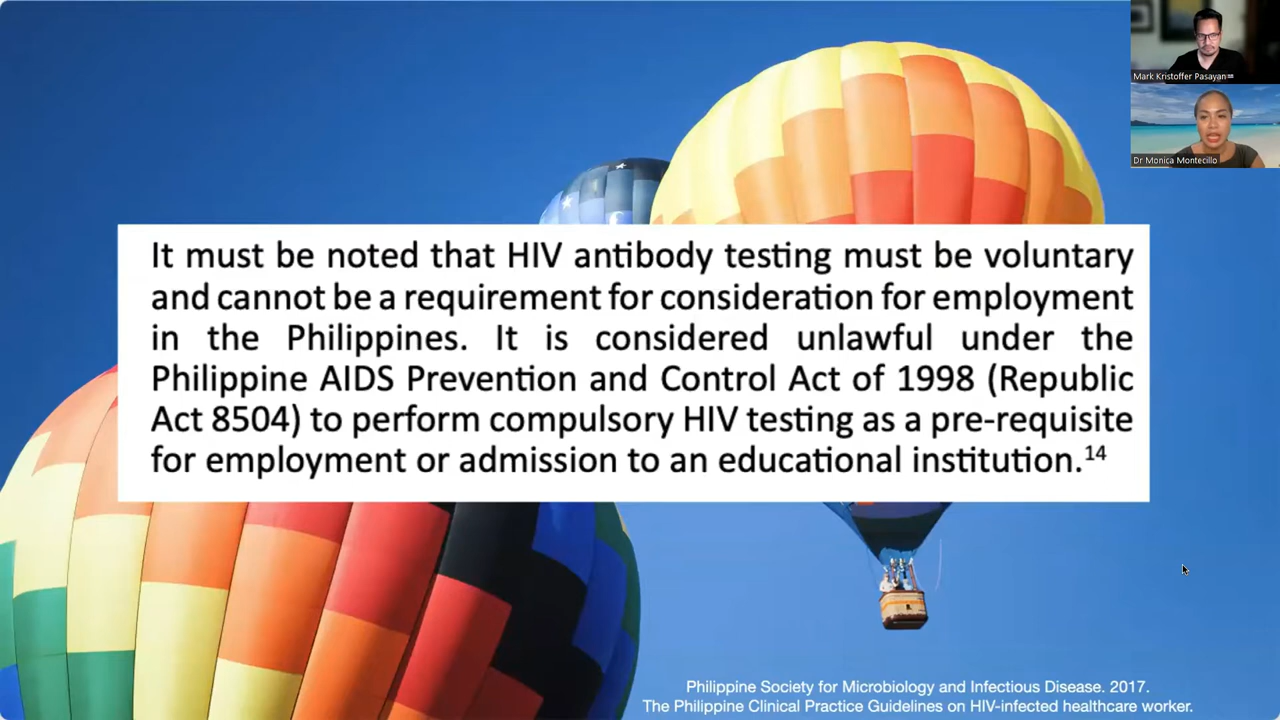 Mark Kristoffer Pasayan
Dr Monica Montecillo
It must be noted that HIV antibody testing must be voluntary
and cannot be a requirement for consideration for employment
in the Philippines. It is considered unlawful under the
Philippine AIDS Prevention and Control Act of 1998 (Republic
Act 8504) to perform compulsory HIV testing as a pre-requisite
for employment or admission to an educational institution.14
Philippine Society for Microbiology and Infectious Disease. 2017.
The Philippine Clinical Practice Guidelines on HIV-infected healthcare worker.